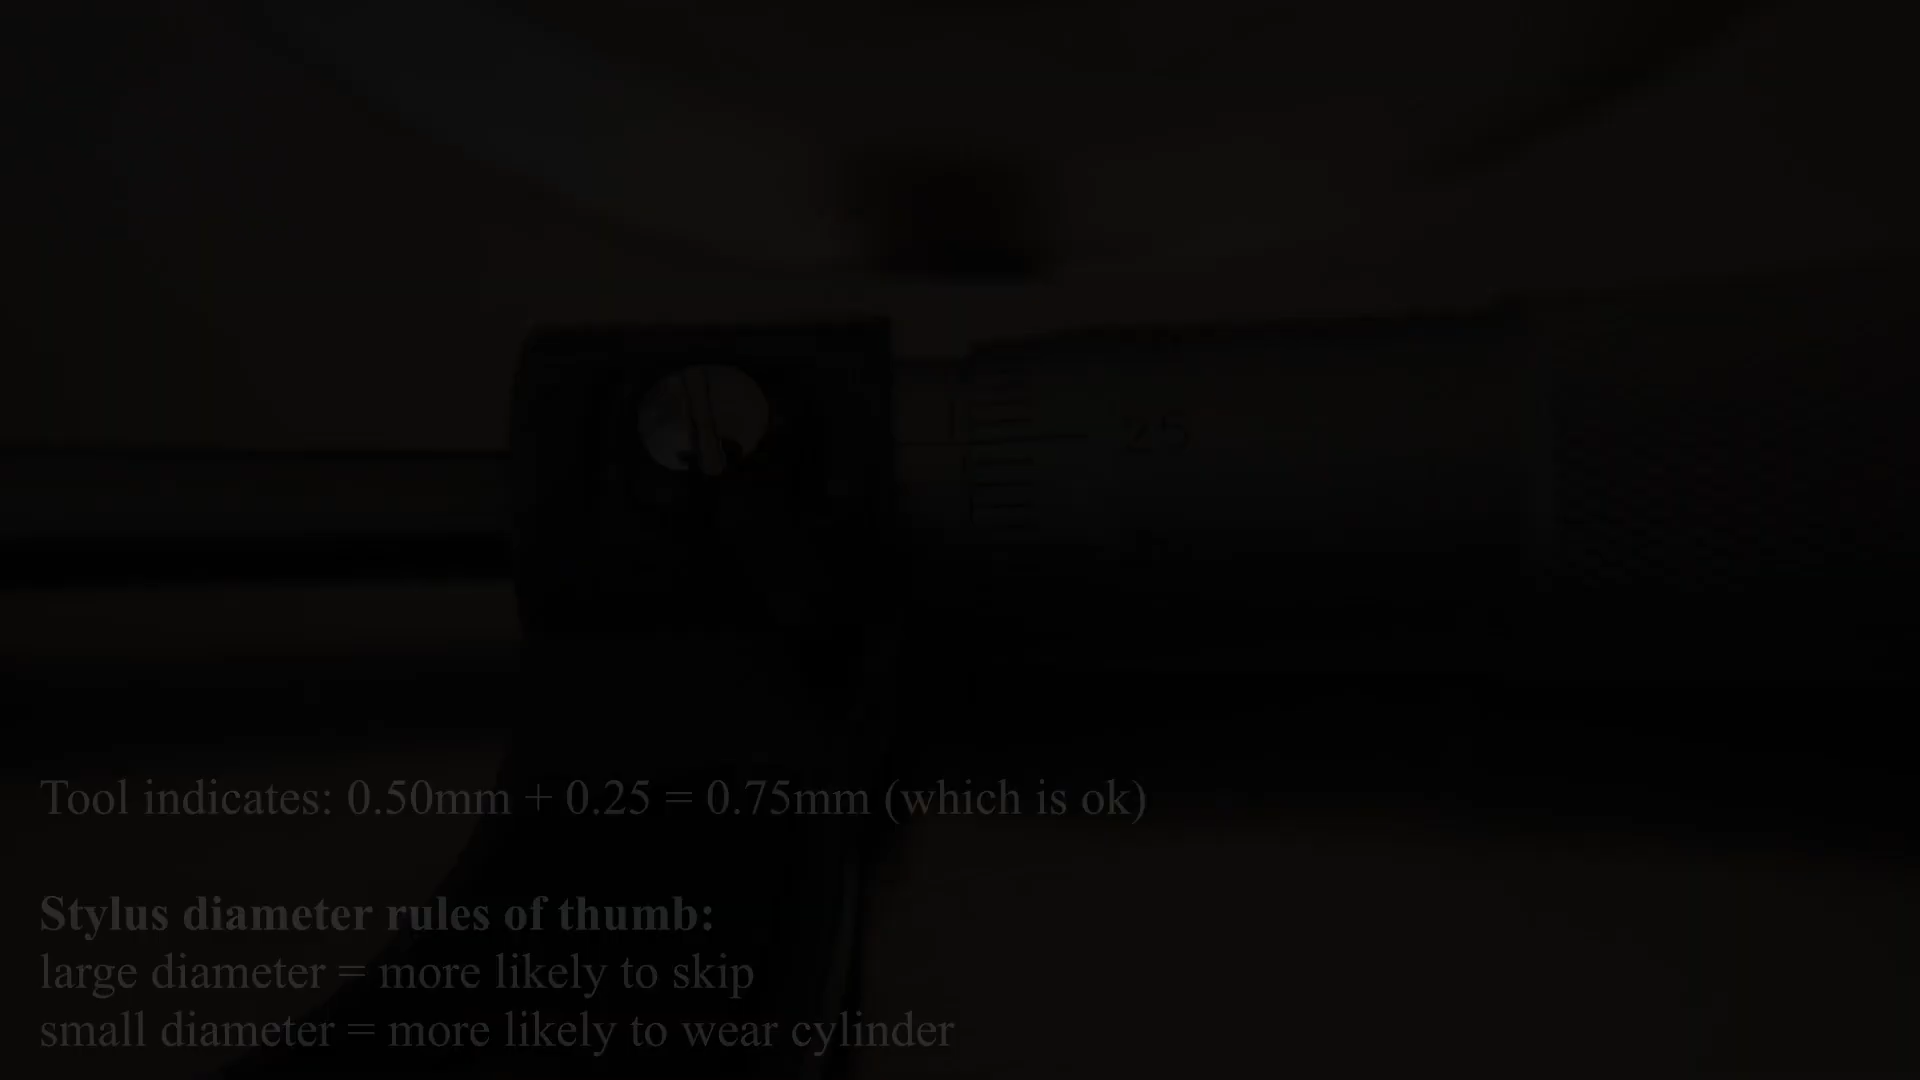 25
Tool indicates: 0.50mm + 0.25 = 0.75mm (which is ok)
Stylus diameter rules of thumb:
large diameter = more likely to skip
small diameter = more likely to wear cylinder